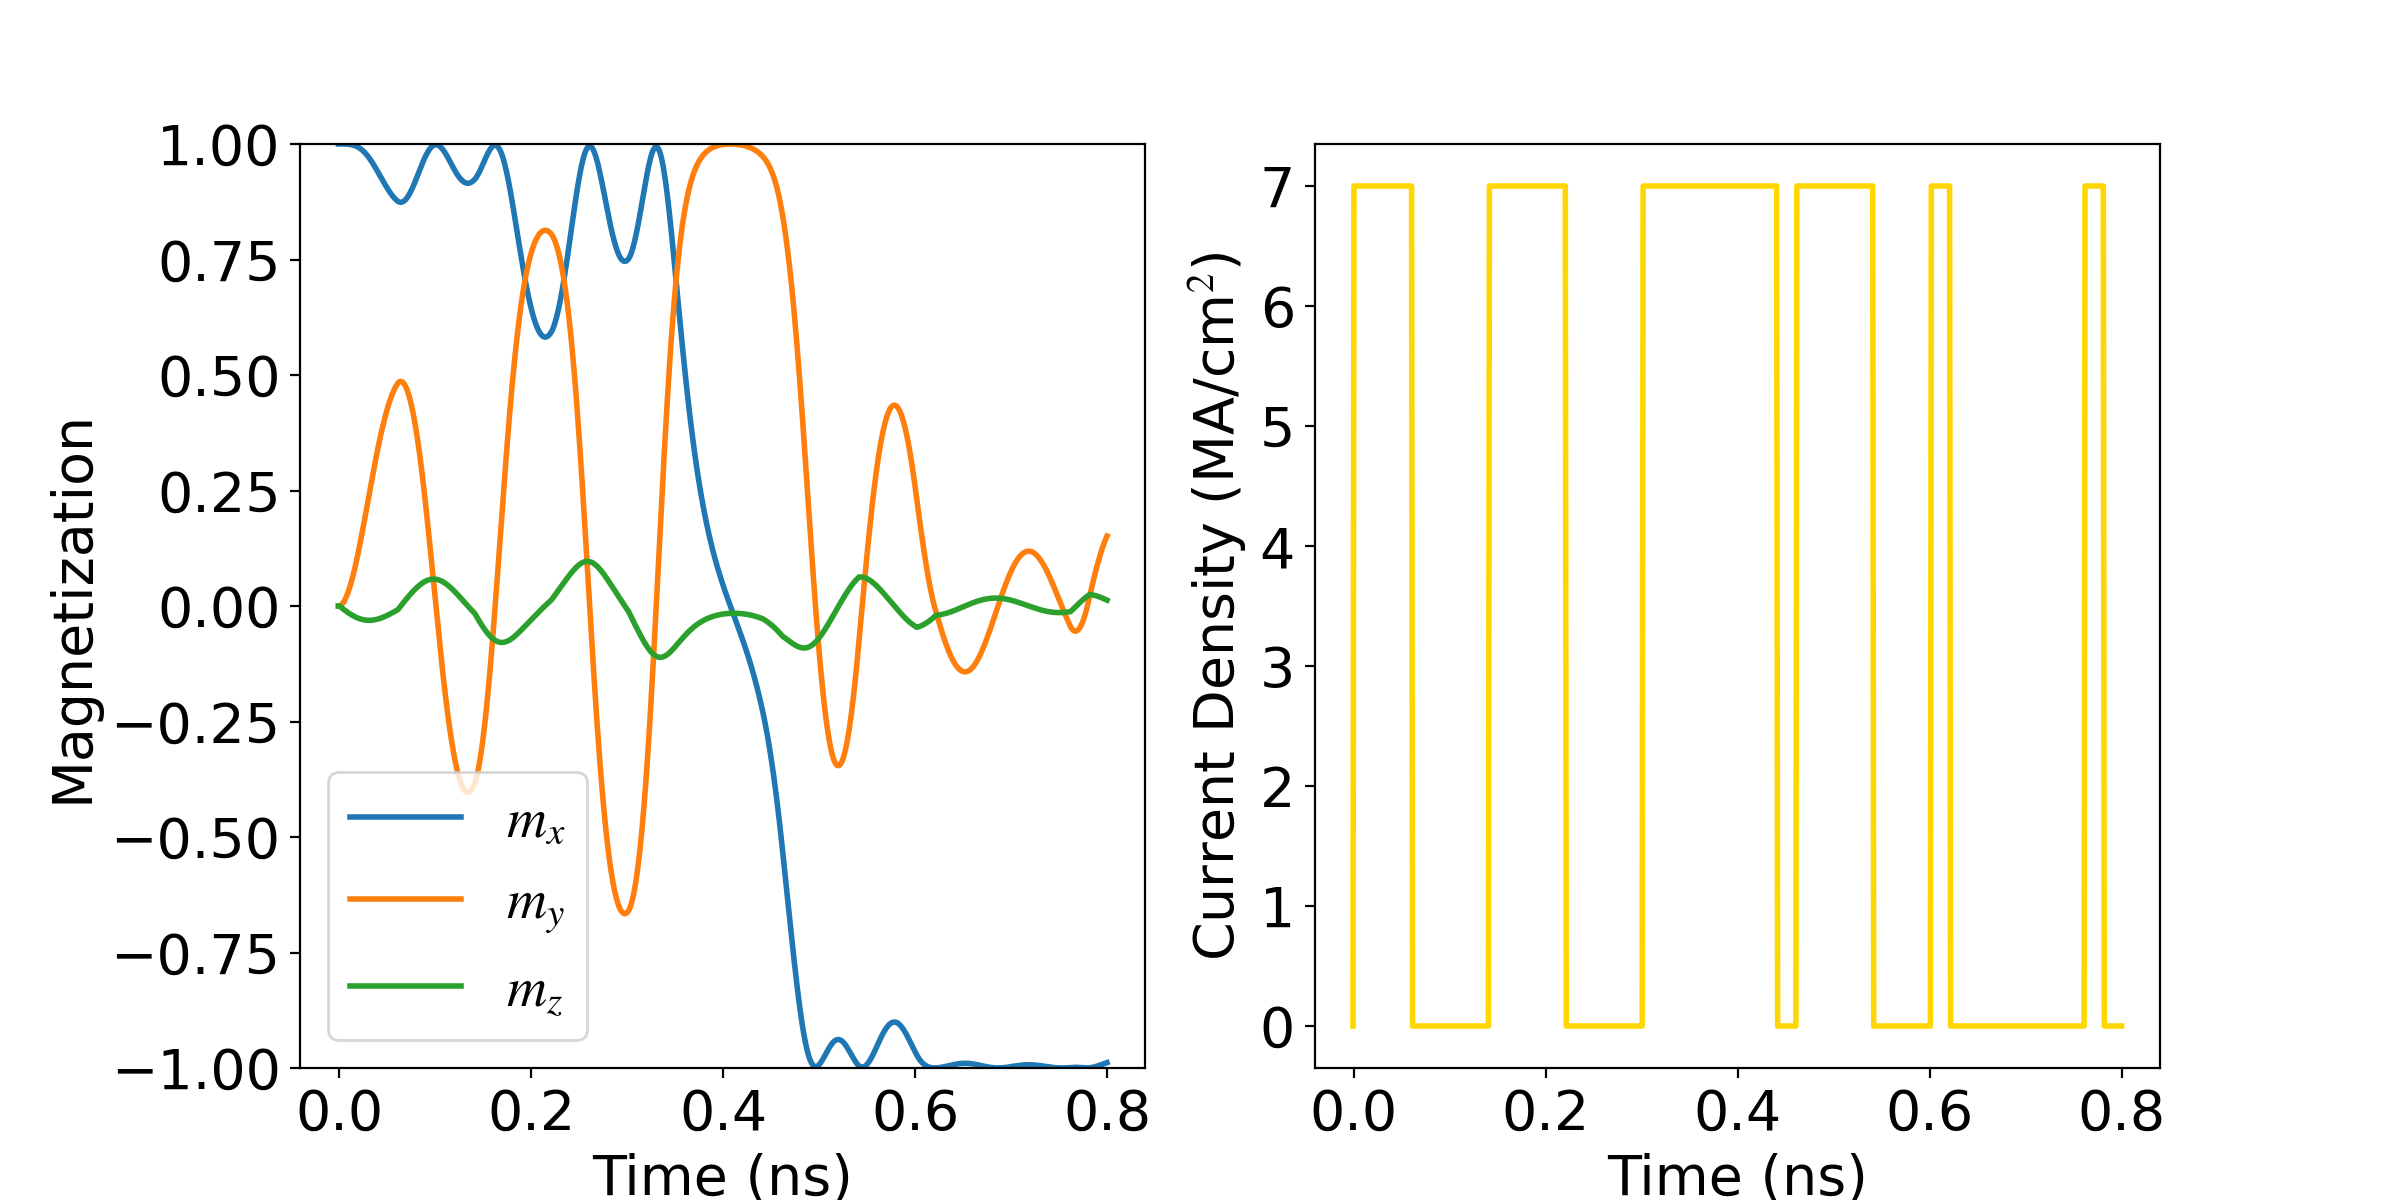 1.00
0.75
0.50
0.25
0.00
−0.25
−0.50
−0.75
−1.00
Magnetization
m_x
m_y
m_z
0.0 0.2 0.4 0.6 0.8
Time (ns)
7
6
5
4
3
2
1
0
Current Density (MA/cm²)
0.0 0.2 0.4 0.6 0.8
Time (ns)